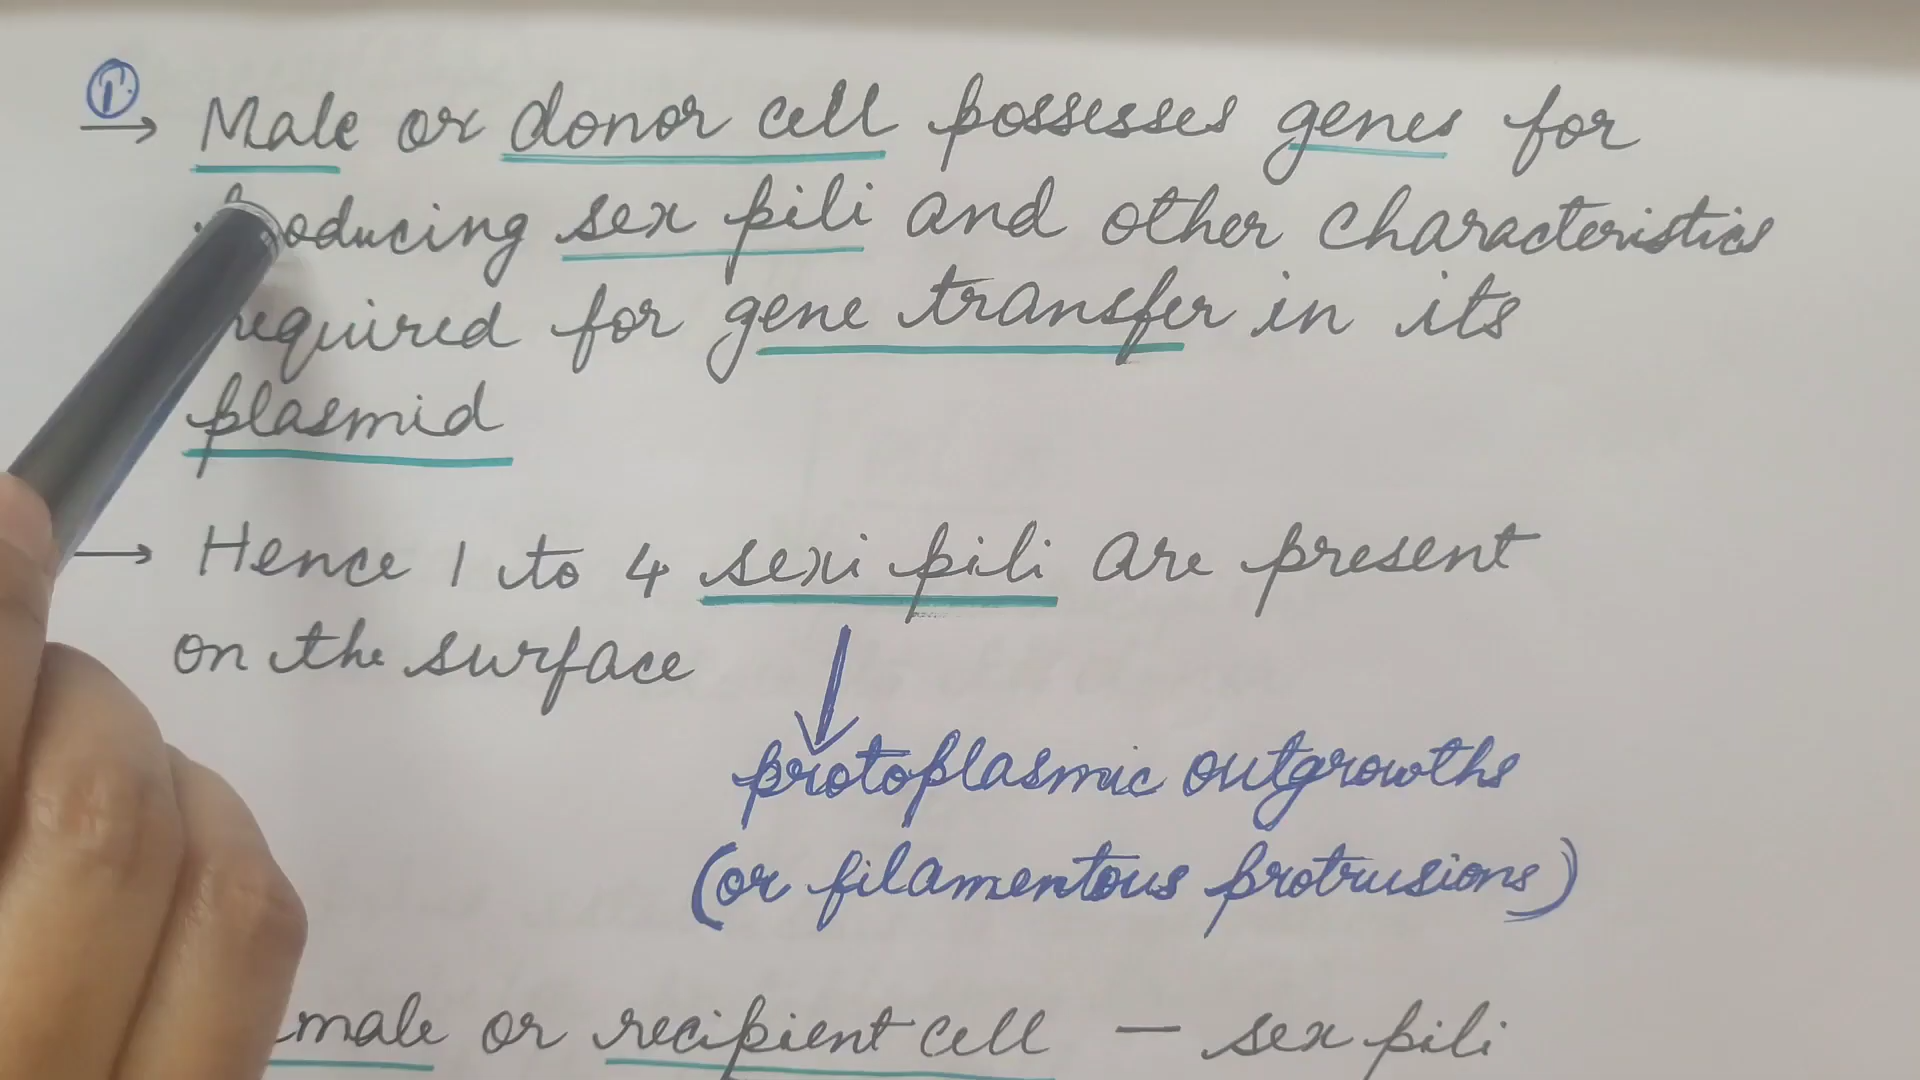 ① → Male or donor cell possesses genes for
producing sex pili and other characteristics
required for gene transfer in its
plasmid
→ Hence 1 to 4 sexi pili are present
on the surface
↓
protoplasmic outgrowths
(or filamentous protrusions)
male or recipient cell — sex pili